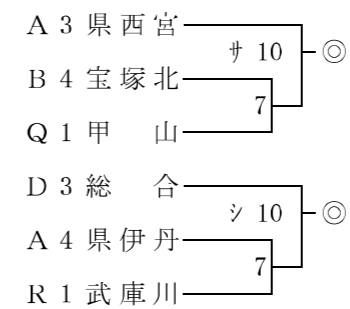 A 3 県西宮
ｻ 10 ◎
B 4 宝塚北
7
Q 1 甲　山
D 3 総　合
ｼ 10 ◎
A 4 県伊丹
7
R 1 武庫川